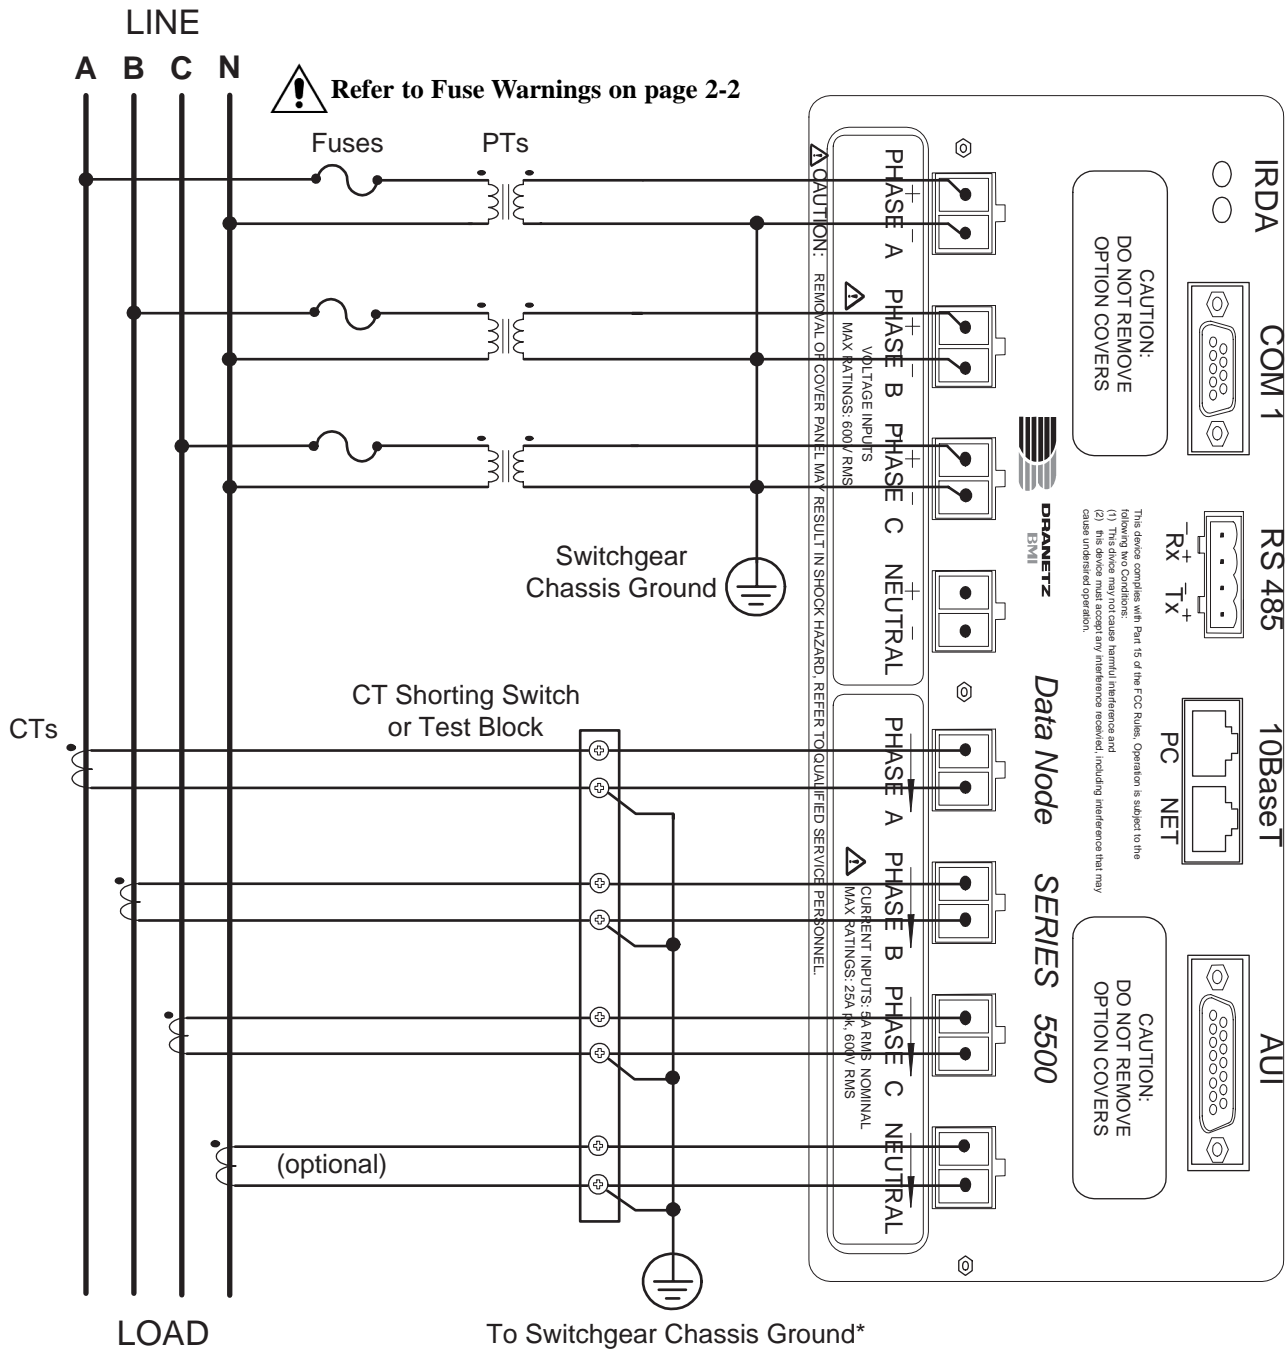 LINE
A B C N
Refer to Fuse Warnings on page 2-2
Fuses
PTs
Switchgear
Chassis Ground
CT Shorting Switch
or Test Block
CTs
(optional)
LOAD
To Switchgear Chassis Ground*
CAUTION: REMOVAL OF COVER PANEL MAY RESULT IN SHOCK HAZARD, REFER TO QUALIFIED SERVICE PERSONNEL.
PHASE A
+ −
PHASE B
+ −
PHASE C
+ −
NEUTRAL
+ −
VOLTAGE INPUTS
MAX RATINGS: 600V RMS
PHASE A
PHASE B
PHASE C
NEUTRAL
CURRENT INPUTS: 5A RMS NOMINAL
MAX RATINGS: 25A pk, 600V RMS
DRANETZ
BMI
Data Node SERIES 5500
This device complies with Part 15 of the FCC Rules, Operation is subject to the
following two Conditions:
(1) This divice may not cause harmful interference and
(2) this device must accept any interference receivied, including interference that may
cause undersired operation.
CAUTION:
DO NOT REMOVE
OPTION COVERS
CAUTION:
DO NOT REMOVE
OPTION COVERS
IRDA
COM 1
RS 485
− + − +
Rx Tx
10BaseT
PC NET
AUI